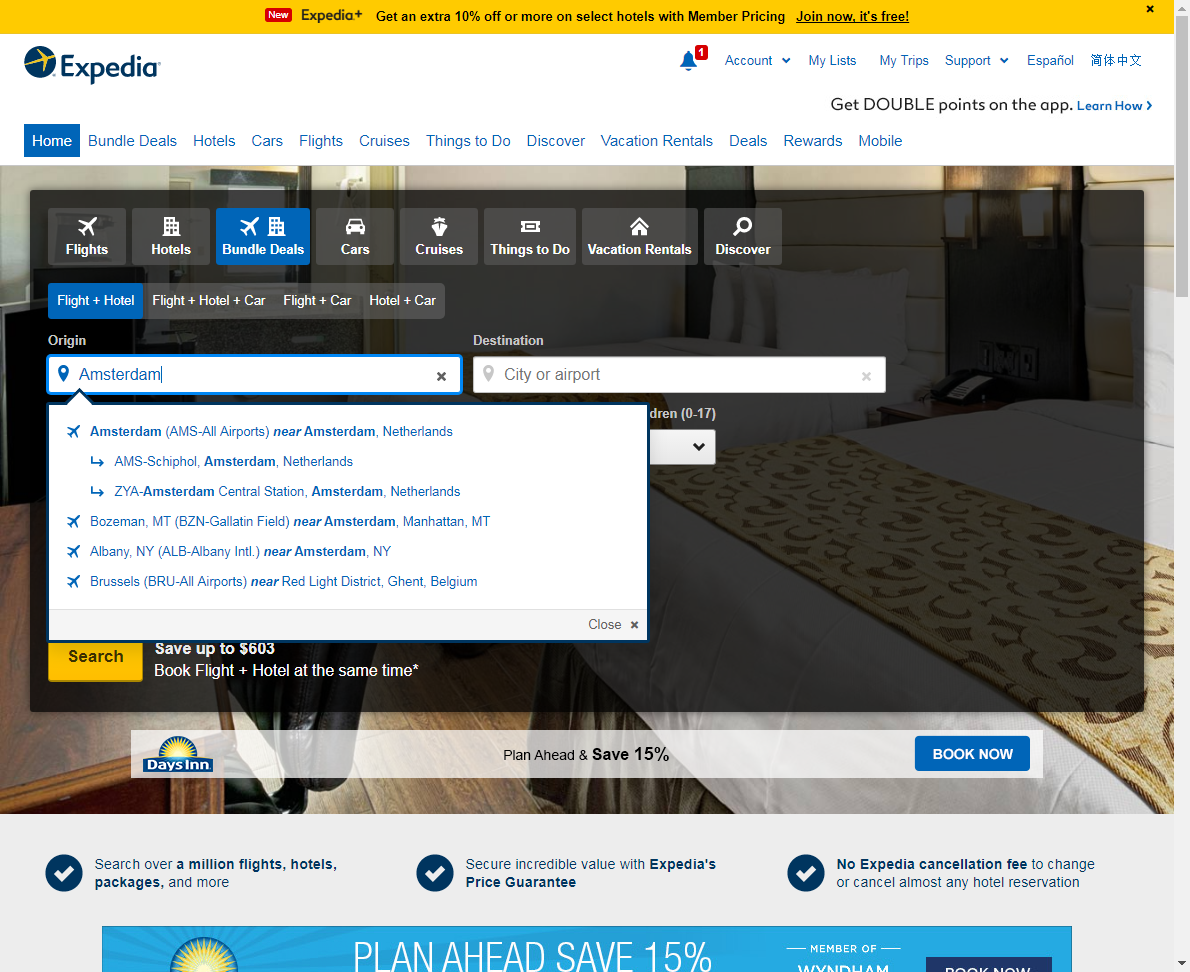 New Expedia+ Get an extra 10% off or more on select hotels with Member Pricing Join now, it's free!
Expedia
1 Account My Lists My Trips Support Español 简体中文
Get DOUBLE points on the app. Learn How
Home Bundle Deals Hotels Cars Flights Cruises Things to Do Discover Vacation Rentals Deals Rewards Mobile
Flights Hotels Bundle Deals Cars Cruises Things to Do Vacation Rentals Discover
Flight + Hotel Flight + Hotel + Car Flight + Car Hotel + Car
Origin Destination
Amsterdam City or airport
dren (0-17)
Amsterdam (AMS-All Airports) near Amsterdam, Netherlands
AMS-Schiphol, Amsterdam, Netherlands
ZYA-Amsterdam Central Station, Amsterdam, Netherlands
Bozeman, MT (BZN-Gallatin Field) near Amsterdam, Manhattan, MT
Albany, NY (ALB-Albany Intl.) near Amsterdam, NY
Brussels (BRU-All Airports) near Red Light District, Ghent, Belgium
Close
Save up to $603
Search
Book Flight + Hotel at the same time*
Days Inn Plan Ahead & Save 15% BOOK NOW
Search over a million flights, hotels,
packages, and more
Secure incredible value with Expedia's
Price Guarantee
No Expedia cancellation fee to change
or cancel almost any hotel reservation
PLAN AHEAD SAVE 15%
MEMBER OF
WYNDHAM
BOOK NOW